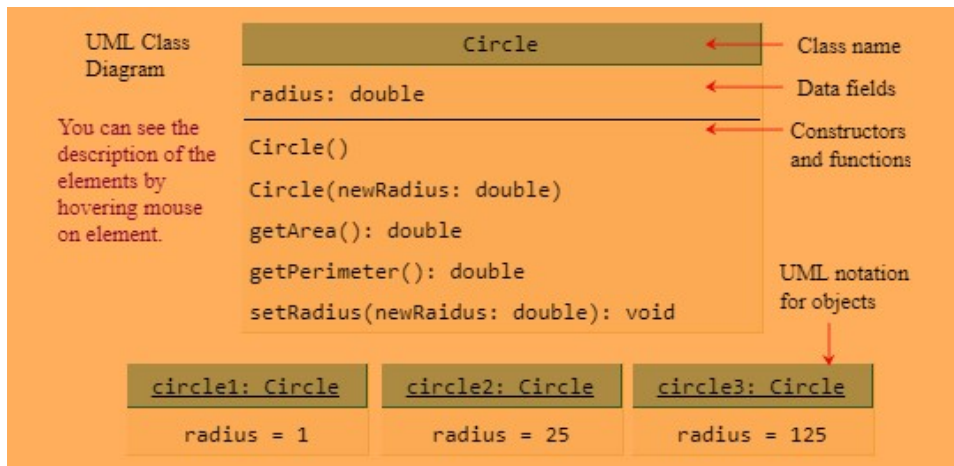 UML Class
Diagram
You can see the
description of the
elements by
hovering mouse
on element.
Circle
radius: double
Circle()
Circle(newRadius: double)
getArea(): double
getPerimeter(): double
setRadius(newRaidus: double): void
Class name
Data fields
Constructors
and functions
UML notation
for objects
circle1: Circle
radius = 1
circle2: Circle
radius = 25
circle3: Circle
radius = 125